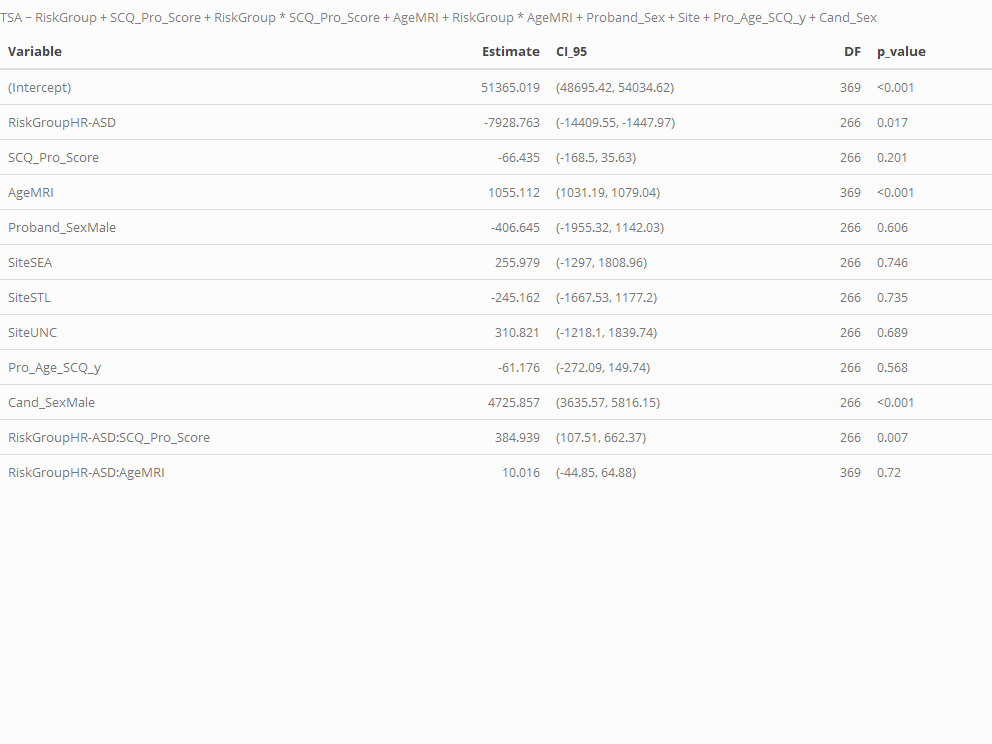 TSA ~ RiskGroup + SCQ_Pro_Score + RiskGroup * SCQ_Pro_Score + AgeMRI + RiskGroup * AgeMRI + Proband_Sex + Site + Pro_Age_SCQ_y + Cand_Sex
Variable Estimate CI_95 DF p_value
(Intercept) 51365.019 (48695.42, 54034.62) 369 <0.001
RiskGroupHR-ASD -7928.763 (-14409.55, -1447.97) 266 0.017
SCQ_Pro_Score -66.435 (-168.5, 35.63) 266 0.201
AgeMRI 1055.112 (1031.19, 1079.04) 369 <0.001
Proband_SexMale -406.645 (-1955.32, 1142.03) 266 0.606
SiteSEA 255.979 (-1297, 1808.96) 266 0.746
SiteSTL -245.162 (-1667.53, 1177.2) 266 0.735
SiteUNC 310.821 (-1218.1, 1839.74) 266 0.689
Pro_Age_SCQ_y -61.176 (-272.09, 149.74) 266 0.568
Cand_SexMale 4725.857 (3635.57, 5816.15) 266 <0.001
RiskGroupHR-ASD:SCQ_Pro_Score 384.939 (107.51, 662.37) 266 0.007
RiskGroupHR-ASD:AgeMRI 10.016 (-44.85, 64.88) 369 0.72